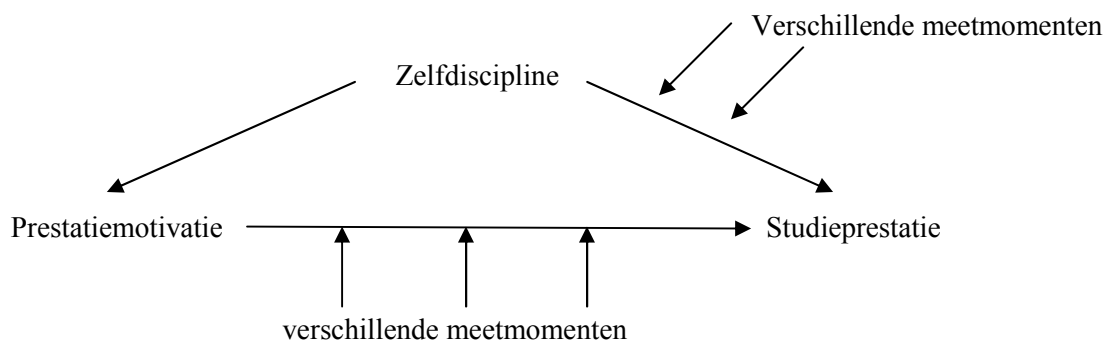 Verschillende meetmomenten
Zelfdiscipline
Prestatiemotivatie
Studieprestatie
verschillende meetmomenten